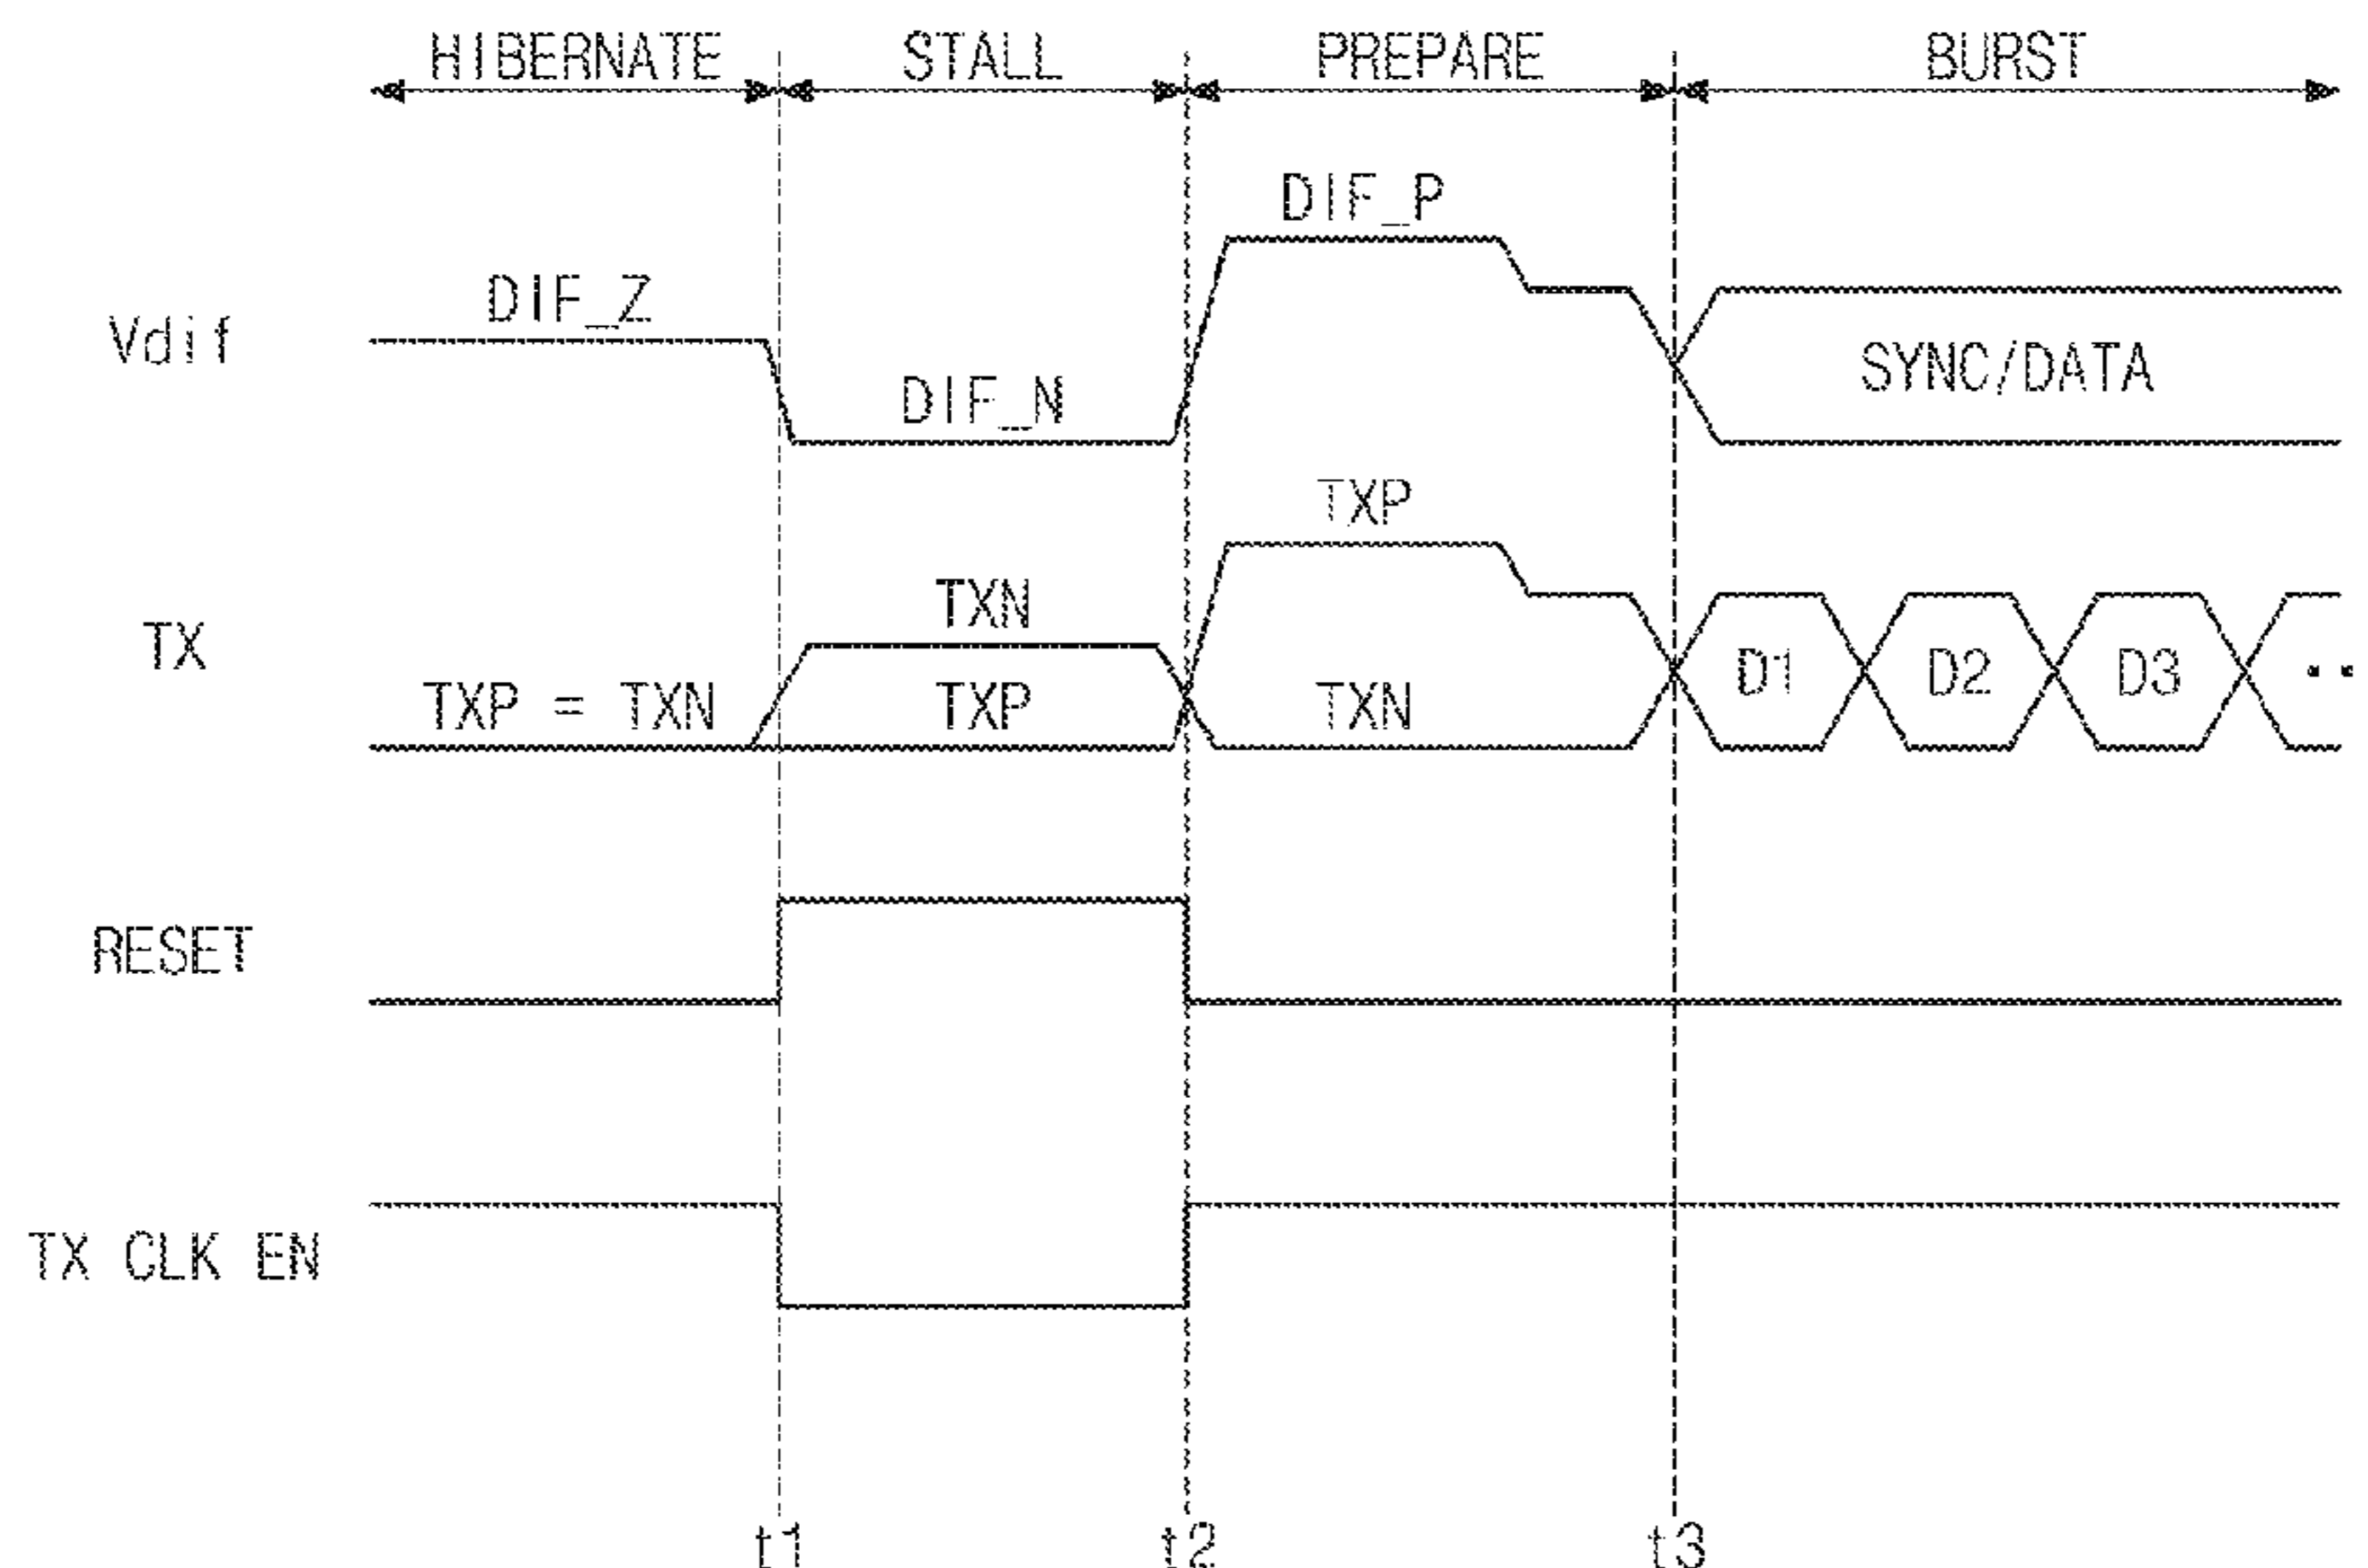 HIBERNATE STALL PREPARE BURST
DIF_P
DIF_Z
Vdif
DIF_N
SYNC/DATA
TXP
TXN
TX
TXP = TXN
TXP
TXN
D1 D2 D3 ..
RESET
TX CLK EN
t1 t2 t3